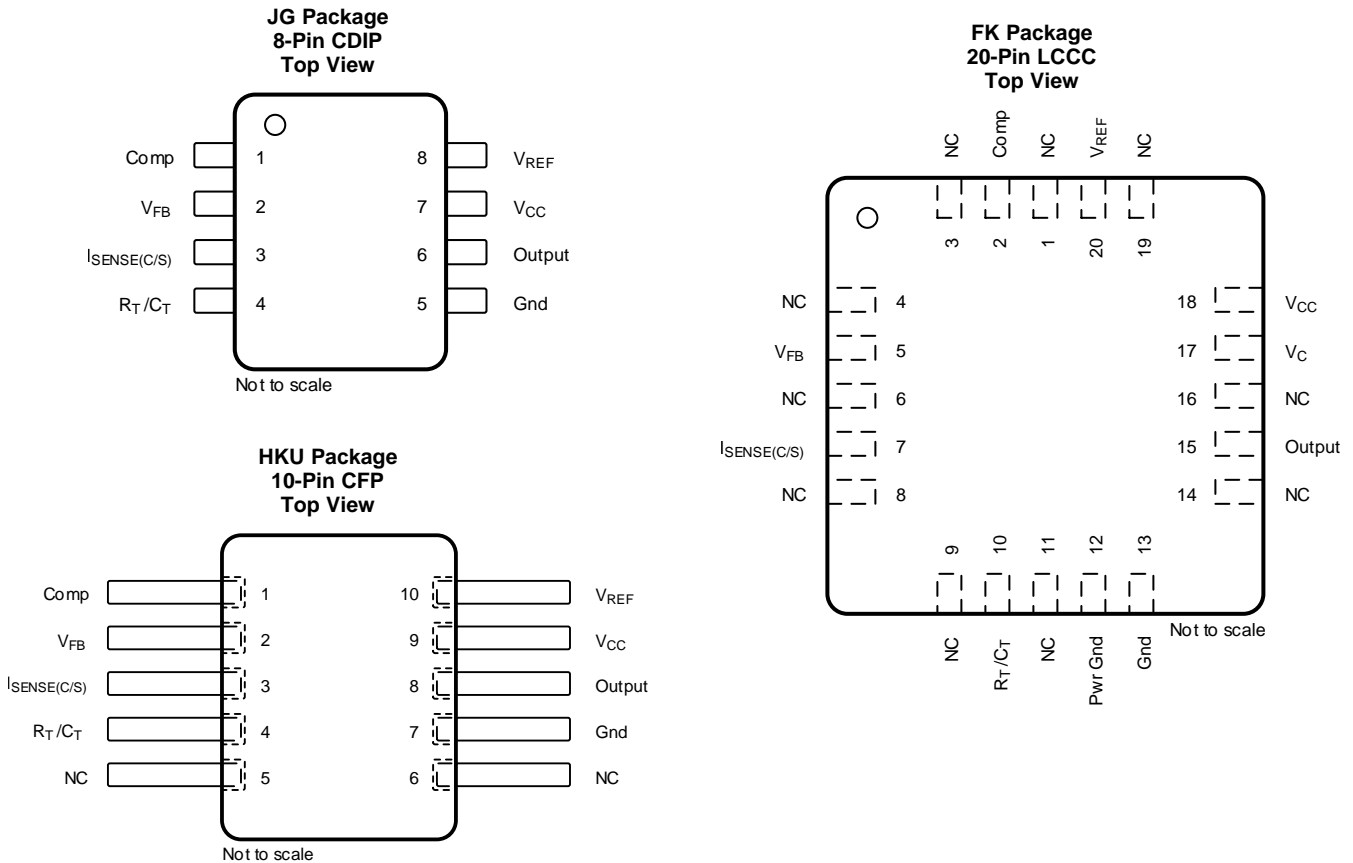 JG Package
8-Pin CDIP
Top View
Comp 1 8 VREF
VFB 2 7 VCC
ISENSE(C/S) 3 6 Output
RT/CT 4 5 Gnd
Not to scale
HKU Package
10-Pin CFP
Top View
Comp 1 10 VREF
VFB 2 9 VCC
ISENSE(C/S) 3 8 Output
RT/CT 4 7 Gnd
NC 5 6 NC
Not to scale
FK Package
20-Pin LCCC
Top View
NC Comp NC VREF NC
3 2 1 20 19
NC 4 18 VCC
VFB 5 17 VC
NC 6 16 NC
ISENSE(C/S) 7 15 Output
NC 8 14 NC
9 10 11 12 13
NC RT/CT NC Pwr Gnd Gnd
Not to scale